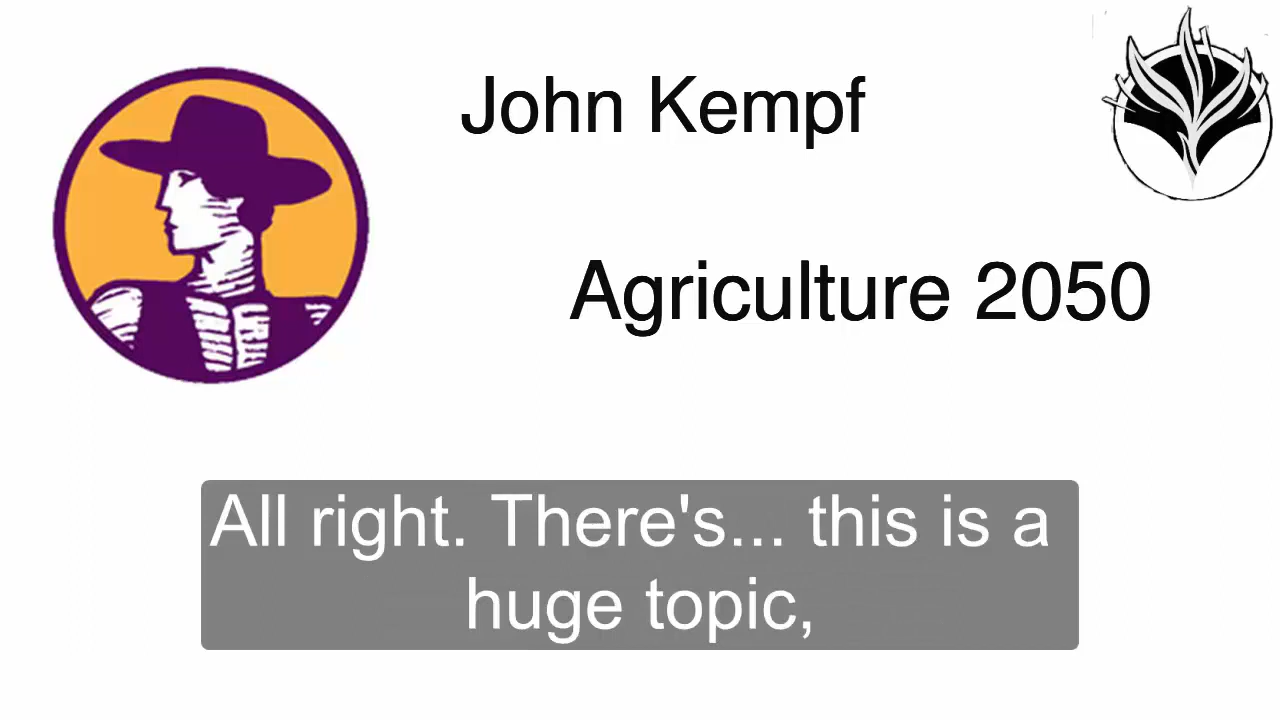 John Kempf
Agriculture 2050
All right. There's... this is a
huge topic,